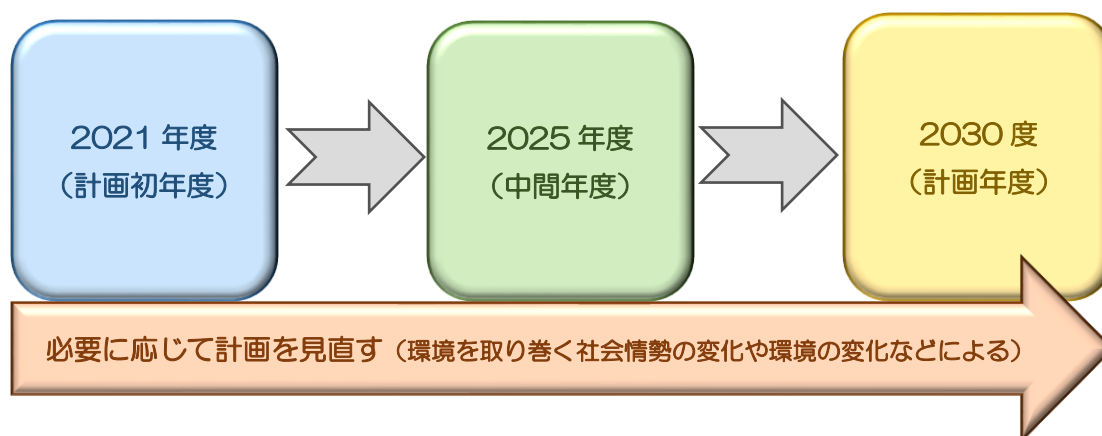 2021 年度
（計画初年度）
2025 年度
（中間年度）
2030 度
（計画年度）
必要に応じて計画を見直す（環境を取り巻く社会情勢の変化や環境の変化などによる）